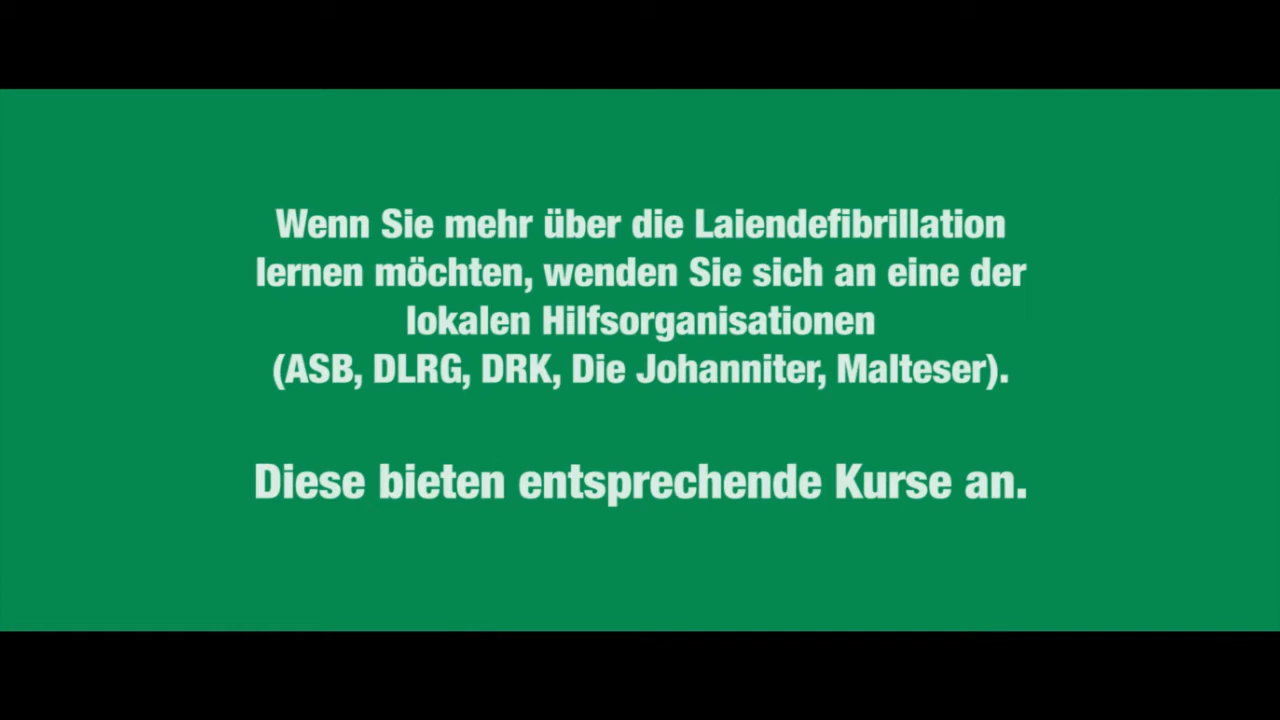 Wenn Sie mehr über die Laiendefibrillation
lernen möchten, wenden Sie sich an eine der
lokalen Hilfsorganisationen
(ASB, DLRG, DRK, Die Johanniter, Malteser).
Diese bieten entsprechende Kurse an.